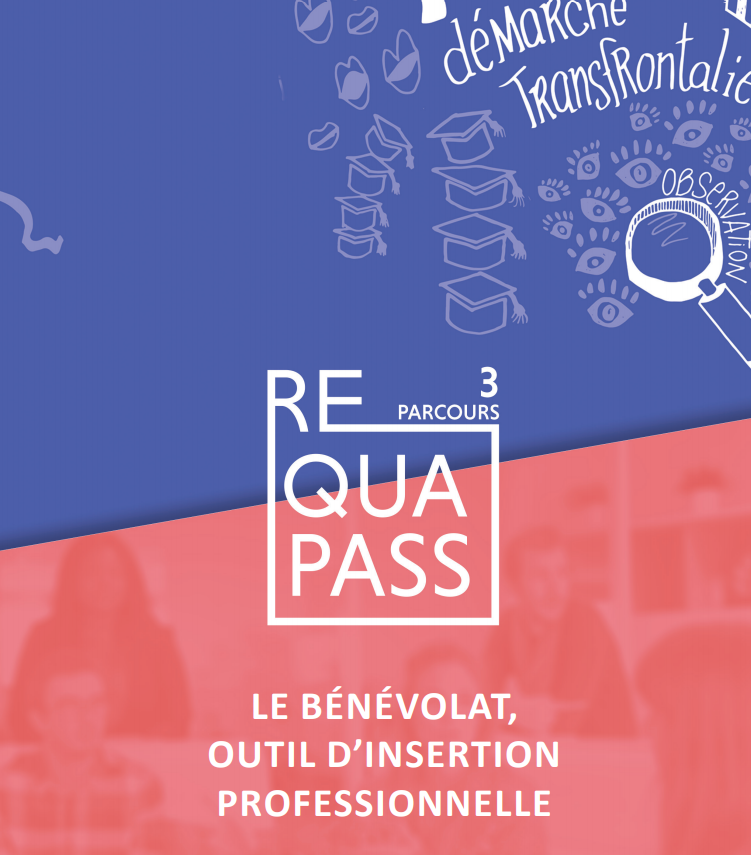 déMaRCHe
TRansfRontalie
OBSERVATION
RE
3
PARCOURS
QUA
PASS
LE BÉNÉVOLAT,
OUTIL D’INSERTION
PROFESSIONNELLE